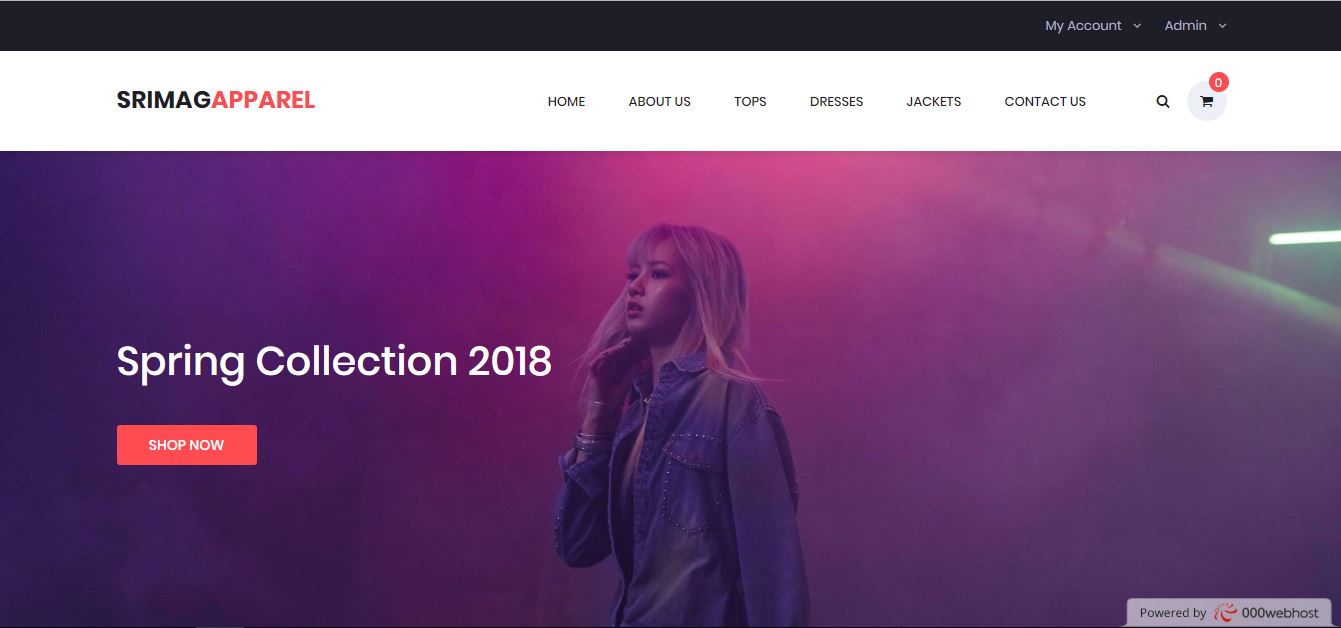 My Account Admin
SRIMAGAPPAREL HOME ABOUT US TOPS DRESSES JACKETS CONTACT US 0
Spring Collection 2018
SHOP NOW
Powered by 000webhost